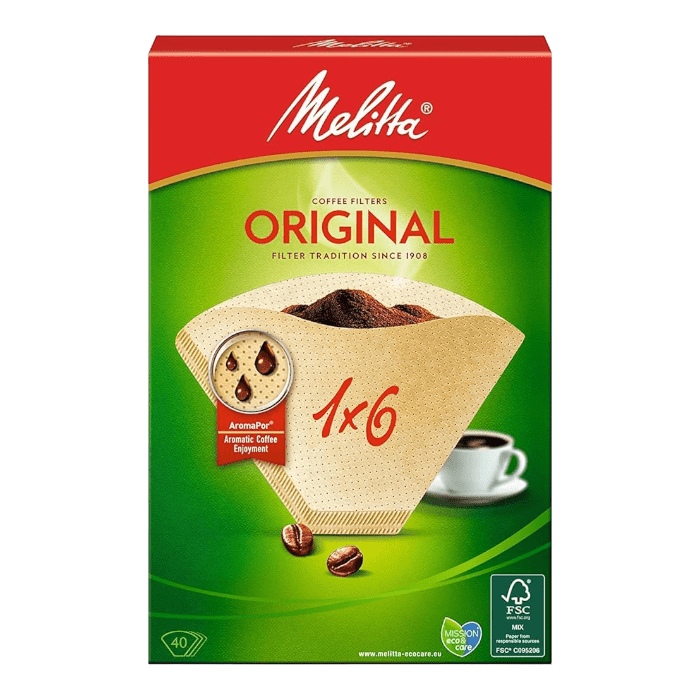 Melitta
Melitta®
COFFEE FILTERS
ORIGINAL
FILTER TRADITION SINCE 1908
1x6
AromaPor®
Aromatic Coffee
Enjoyment
40
MISSION
eco&
care
www.melitta-ecocare.eu
FSC
www.fsc.org
MIX
Paper from
responsible sources
FSC® C095206